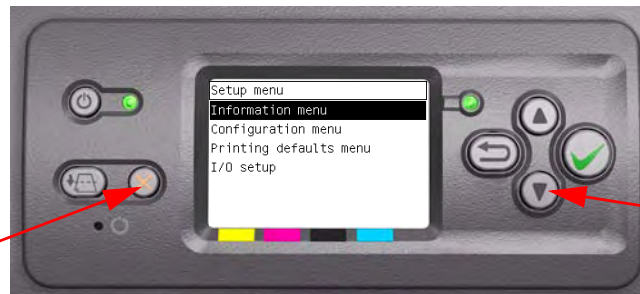 Setup menu
Information menu
Configuration menu
Printing defaults menu
I/O setup